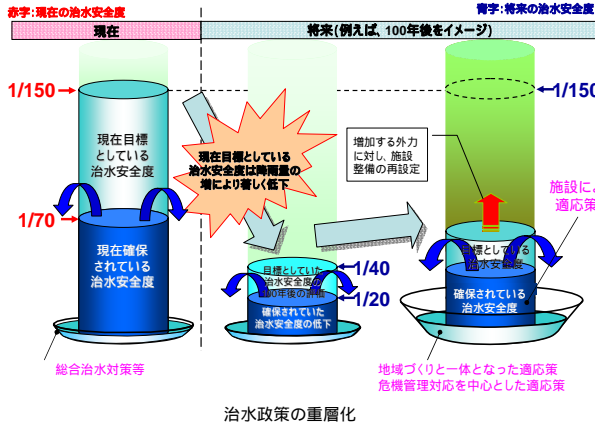 赤字:現在の治水安全度
青字:将来の治水安全度
現在
将来(例えば、100年後をイメージ)
1/150
1/150
現在目標
としている
治水安全度
現在目標としている
治水安全度は降雨量の
増により著しく低下
増加する外力
に対し、施設
整備の再設定
施設によ
適応策
1/70
現在確保
されている
治水安全度
目標としていた
治水安全度の
100年後の評価
1/40
1/20
確保されていた
治水安全度の低下
目標としている
治水安全度
確保されている
治水安全度
総合治水対策等
地域づくりと一体となった適応策
危機管理対応を中心とした適応策
治水政策の重層化